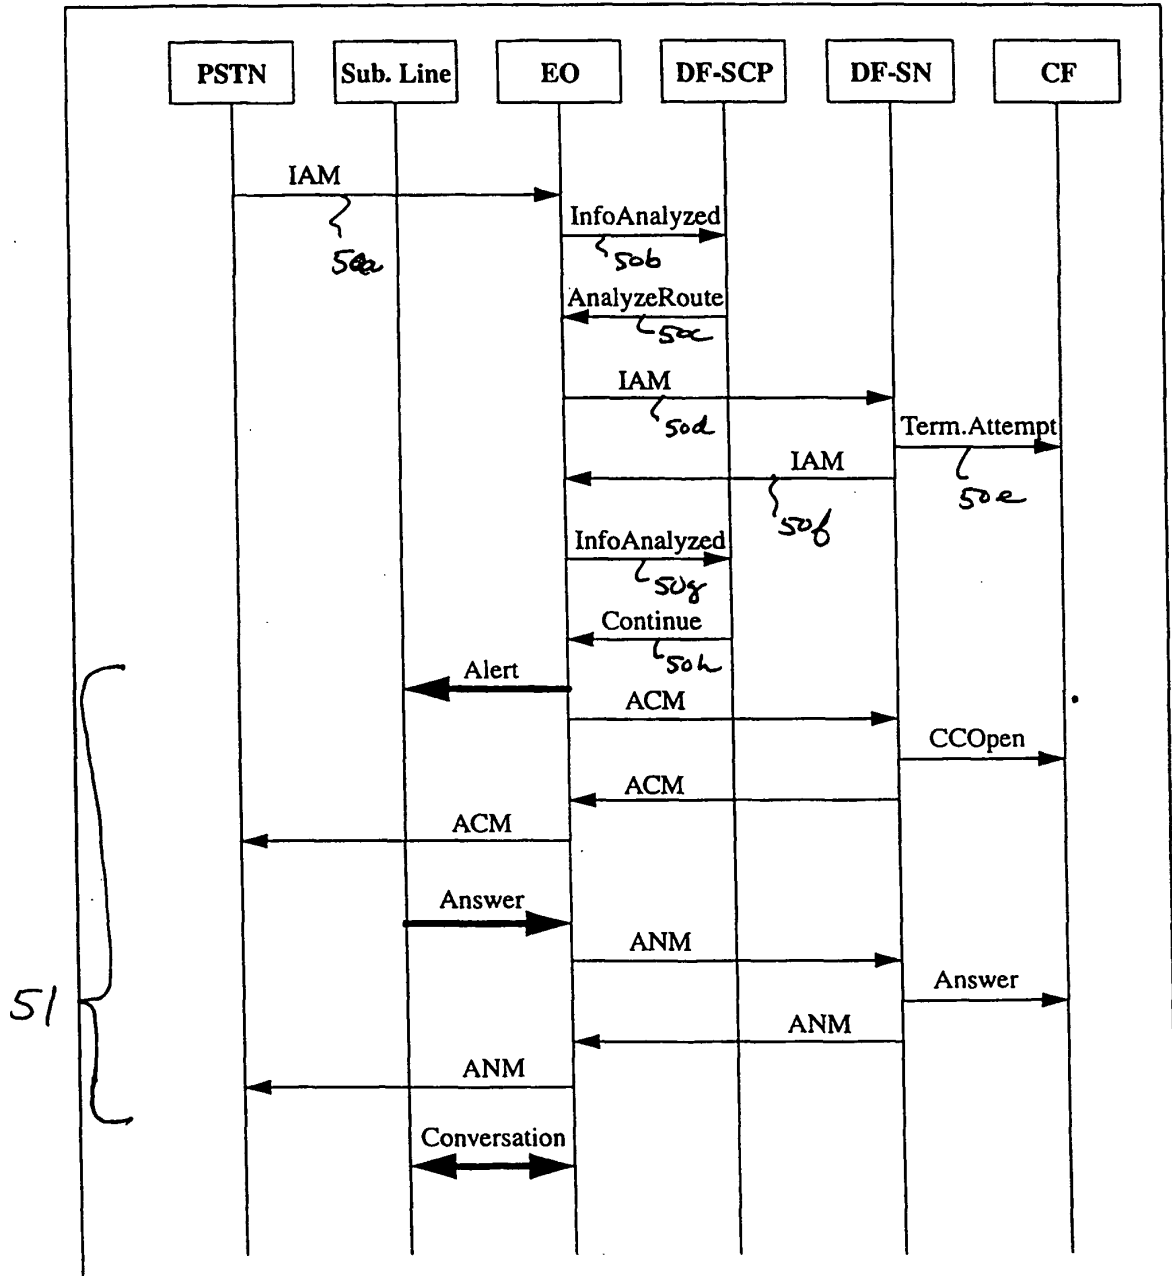 PSTN Sub. Line EO DF-SCP DF-SN CF
IAM
50a
InfoAnalyzed
50b
AnalyzeRoute
50c
IAM
50d
Term.Attempt
50e
IAM
50f
InfoAnalyzed
50g
Continue
50h
Alert
ACM
CCOpen
ACM
ACM
Answer
ANM
Answer
51
ANM
ANM
Conversation